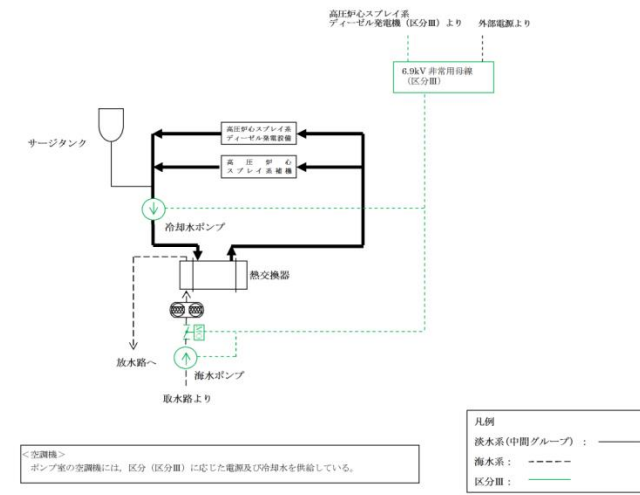 高圧炉心スプレイ系
ディーゼル発電機（区分Ⅲ）より
外部電源より
6.9kV 非常用母線
（区分Ⅲ）
高圧炉心スプレイ系
ディーゼル発電設備
高圧炉心
スプレイ系補機
サージタンク
冷却水ポンプ
熱交換器
放水路へ
海水ポンプ
取水路より
＜空調機＞
ポンプ室の空調機には，区分（区分Ⅲ）に応じた電源及び冷却水を供給している。
凡例
淡水系(中間グループ)：
海水系：
区分Ⅲ：